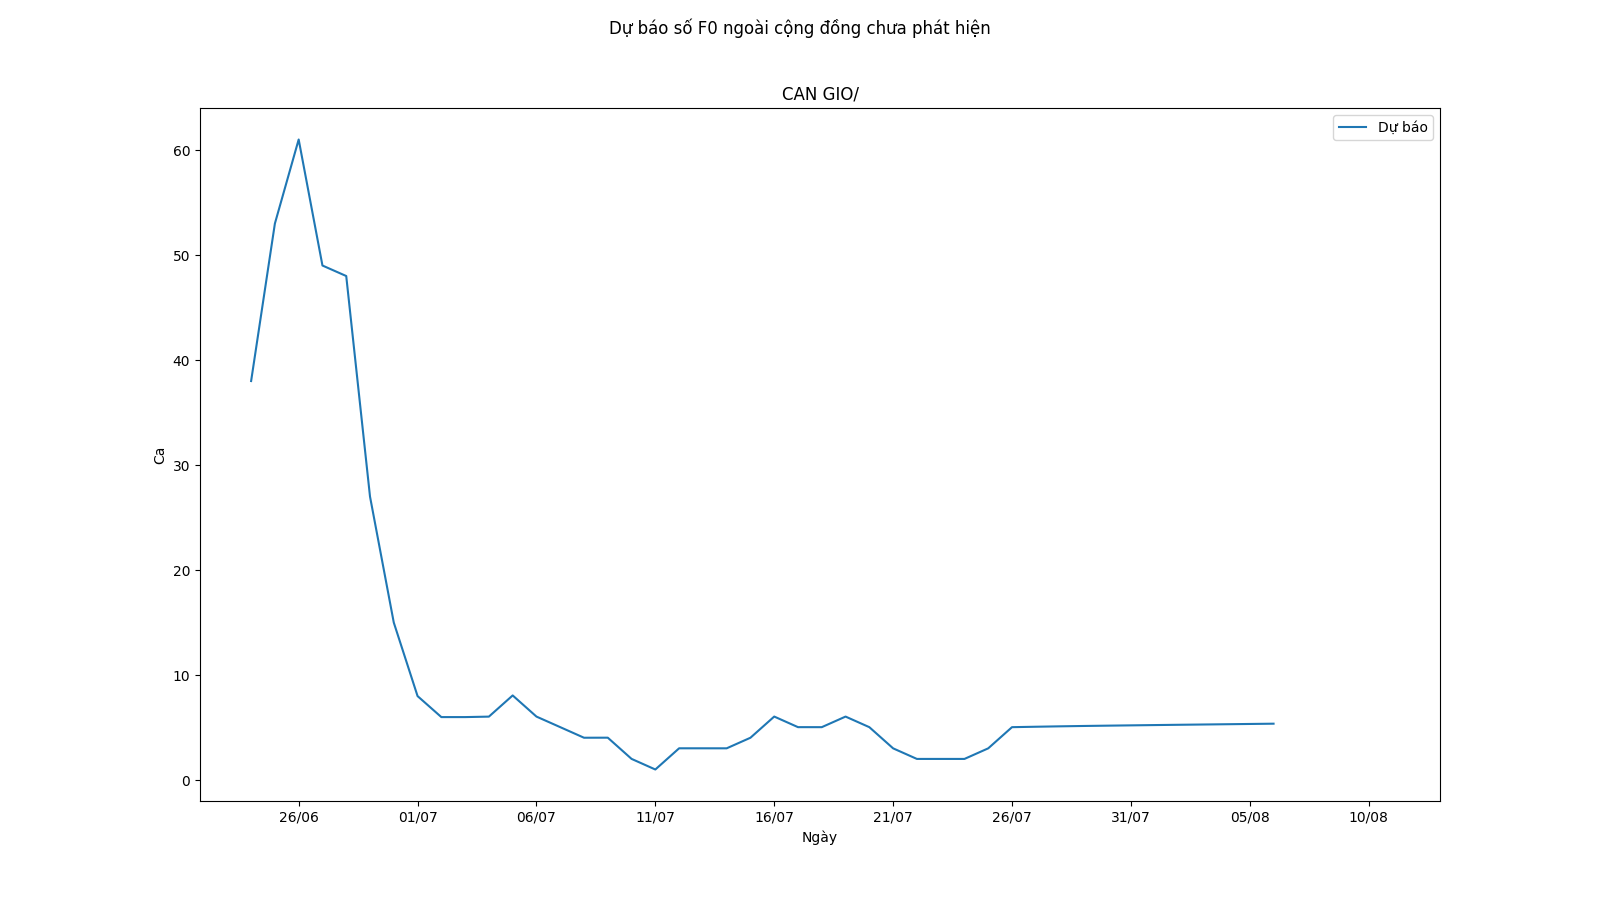 Dự báo số F0 ngoài cộng đồng chưa phát hiện
CAN GIO/
Dự báo
60
50
40
30
20
10
0
Ca
26/06 01/07 06/07 11/07 16/07 21/07 26/07 31/07 05/08 10/08
Ngày